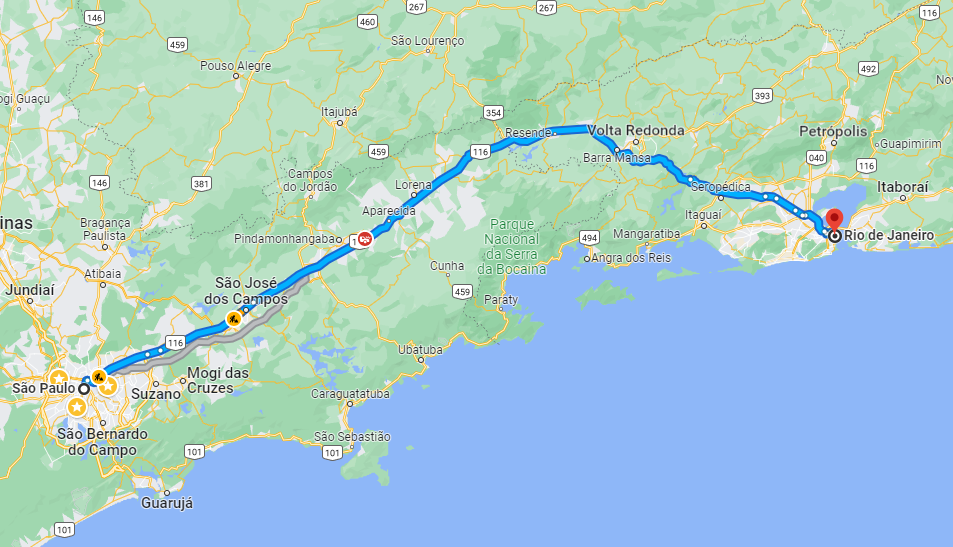 267
267
116
146
460
459
São Lourenço
492
Pouso Alegre
No
ogi Guaçu
393
Itajubá
354
Resende
Volta Redonda
Petrópolis
Guapimirim
459
116
Barra Mansa
040
116
146
381
Campos
do Jordão
Lorena
Seropédica
Itaboraí
Aparecida
Itaguaí
inas
Bragança
Paulista
Parque
Nacional
da Serra
da Bocaina
Pindamonhangaba
1
494
Mangaratiba
Rio de Janeiro
Angra dos Reis
Atibaia
Cunha
Jundiaí
São José
dos Campos
459
Paraty
116
Ubatuba
São Paulo
Mogi das
Cruzes
Suzano
Caraguatatuba
São Bernardo
do Campo
São Sebastião
101
101
Guarujá
101